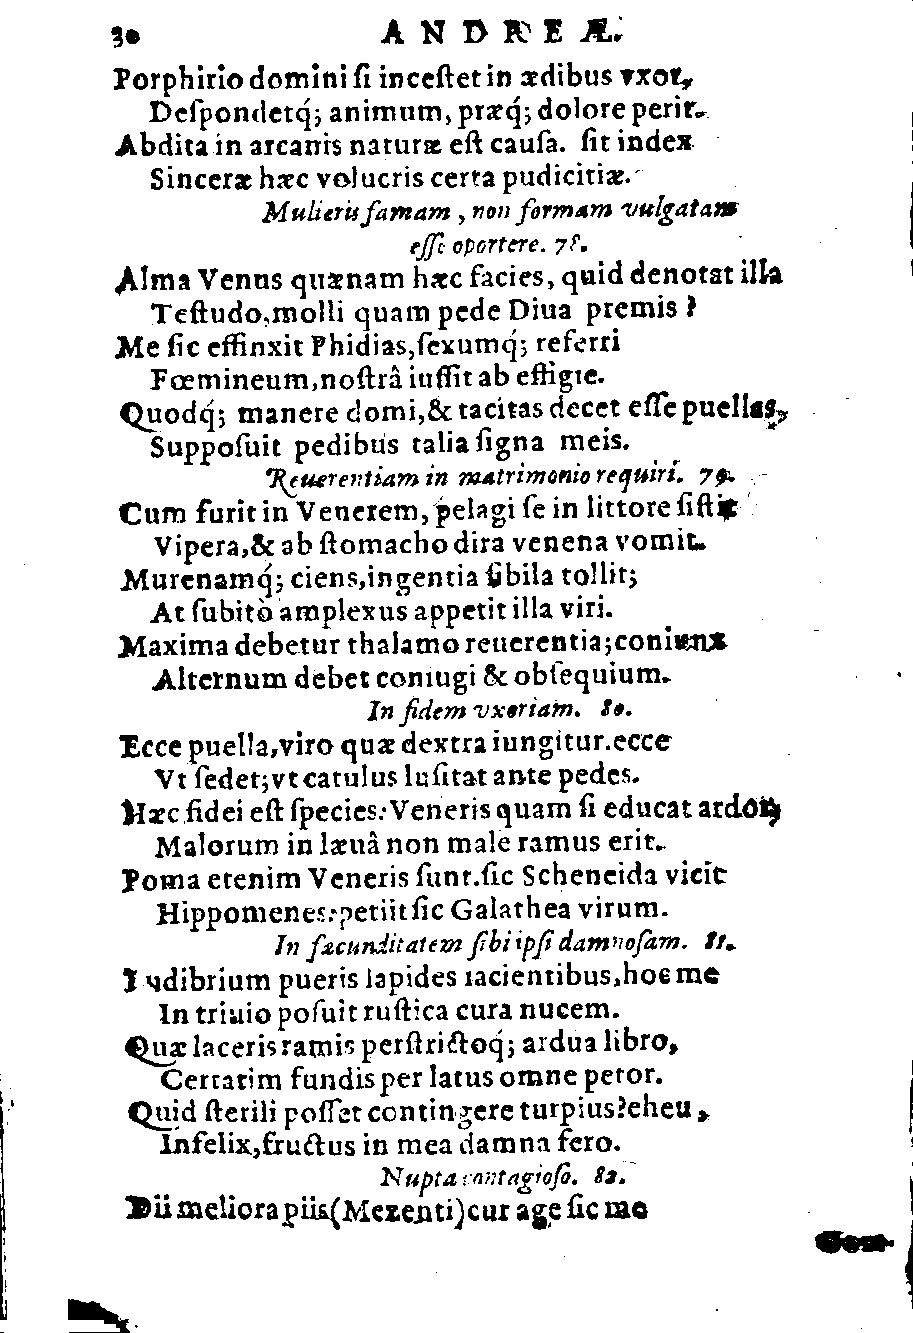 30 ANDREÆ.
Porphirio domini ſi inceſtet in ædibus vxor,
Deſpondetq́; animum, præq́; dolore perit.
Abdita in arcanis naturæ eſt cauſa. ſit index
Sinceræ hæc volucris certa pudicitiæ.
Mulieris famam, non formam vulgatam
eſſe oportere. 78.
Alma Venus quænam hæc facies, quid denotat illa
Teſtudo, molli quam pede Diua premis?
Me ſic effinxit Phidias, ſexumq́; referri
Fœmineum, noſtrâ iuſſit ab effigie.
Quodq́; manere domi, & tacitas decet eſſe puellas,
Suppoſuit pedibus talia ſigna meis.
Reuerentiam in matrimonio requiri. 79.
Cum furit in Venerem, pelagi ſe in littore ſiſtit
Vipera, & ab ſtomacho dira venena vomit.
Murenamq́; ciens, ingentia ſibila tollit;
At ſubitò amplexus appetit illa viri.
Maxima debetur thalamo reuerentia; coniunx
Alternum debet coniugi & obſequium.
In fidem vxoriam. 80.
Ecce puella, viro quæ dextra iungitur. ecce
Vt ſedet; vt catulus luſitat ante pedes.
Hæc fidei eſt ſpecies: Veneris quam ſi educat ardor,
Malorum in læuâ non male ramus erit.
Poma etenim Veneris ſunt. ſic Scheneida vicit
Hippomenes: petiit ſic Galathea virum.
In fæcunditatem ſibi ipſi damnoſam. 81.
Ludibrium pueris lapides iacientibus, hoc me
In triuio poſuit ruſtica cura nucem.
Quæ laceris ramis perſtrictoq́; ardua libro,
Certatim fundis per latus omne petor.
Quid ſterili poſſet contingere turpius? eheu,
Infelix, fructus in mea damna fero.
Nupta contagioſo. 82.
Dii meliora piis (Mezenti) cur age ſic me